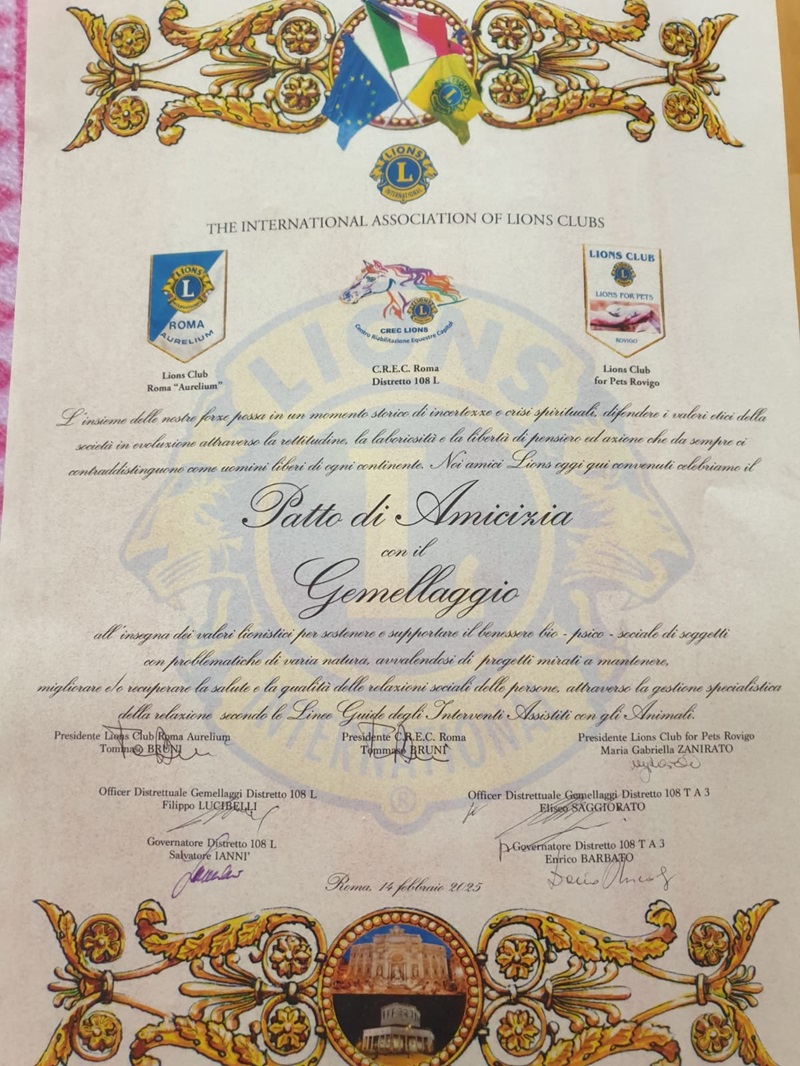 LIONS
L
INTERNATIONAL
THE INTERNATIONAL ASSOCIATION OF LIONS CLUBS
LIONS
L
ROMA
AURELIUM
CREC LIONS
Centro Riabilitazione Equestre Capitol
LIONS CLUB
LIONS FOR PETS
ROVIGO
Lions Club
Roma "Aurelium"
C.R.E.C. Roma
Distretto 108 L
Lions Club
for Pets Rovigo
L'insieme delle nostre forze possa in un momento storico di incertezze e crisi spirituali, difendere i valori etici della
società in evoluzione attraverso la rettitudine, la laboriosità e la libertà di pensiero ed azione che da sempre ci
contraddistinguono come uomini liberi di ogni continente. Noi amici Lions oggi qui convenuti celebriamo il
Patto di Amicizia
con il
Gemellaggio
all'insegna dei valori lionistici per sostenere e supportare il benessere bio - psico - sociale di soggetti
con problematiche di varia natura, avvalendosi di progetti mirati a mantenere,
migliorare e/o recuperare la salute e la qualità delle relazioni sociali delle persone, attraverso la gestione specialistica
della relazione secondo le Linee Guide degli Interventi Assistiti con gli Animali.
Presidente Lions Club Roma Aurelium
Tommaso BRUNI
Presidente C.R.E.C. Roma
Tommaso BRUNI
Presidente Lions Club for Pets Rovigo
Maria Gabriella ZANIRATO
Officer Distrettuale Gemellaggi Distretto 108 L
Filippo LUCIBELLI
Officer Distrettuale Gemellaggi Distretto 108 T A 3
Eliseo SAGGIORATO
Governatore Distretto 108 L
Salvatore IANNI'
Governatore Distretto 108 T A 3
Enrico BARBATO
Roma, 14 febbraio 2025
LIONS
L
INTERNATIONAL
®